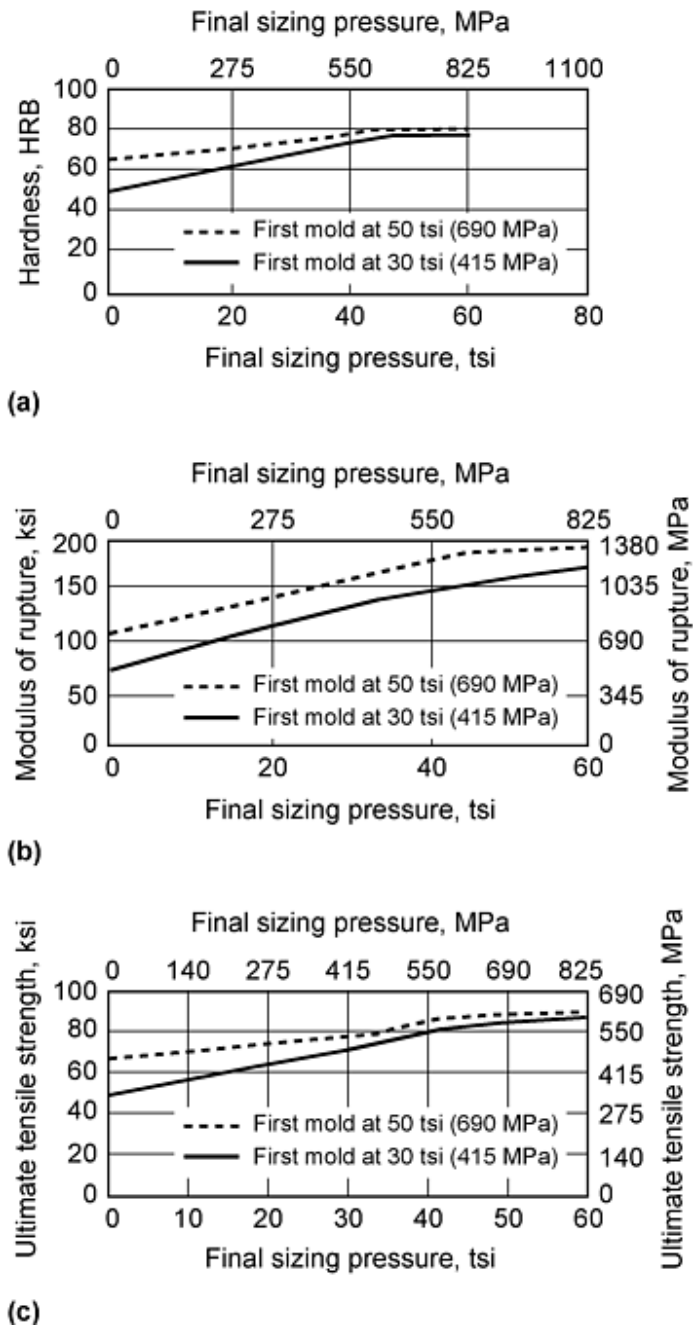 Final sizing pressure, MPa
0 275 550 825 1100
Hardness, HRB
100
80
60
40
20
0
First mold at 50 tsi (690 MPa)
First mold at 30 tsi (415 MPa)
0 20 40 60 80
Final sizing pressure, tsi
(a)
Final sizing pressure, MPa
0 275 550 825
Modulus of rupture, ksi
200
150
100
50
0
First mold at 50 tsi (690 MPa)
First mold at 30 tsi (415 MPa)
1380
1035
690
345
0
Modulus of rupture, MPa
0 20 40 60
Final sizing pressure, tsi
(b)
Final sizing pressure, MPa
0 140 275 415 550 690 825
Ultimate tensile strength, ksi
100
80
60
40
20
0
First mold at 50 tsi (690 MPa)
First mold at 30 tsi (415 MPa)
690
550
415
275
140
0
Ultimate tensile strength, MPa
0 10 20 30 40 50 60
Final sizing pressure, tsi
(c)